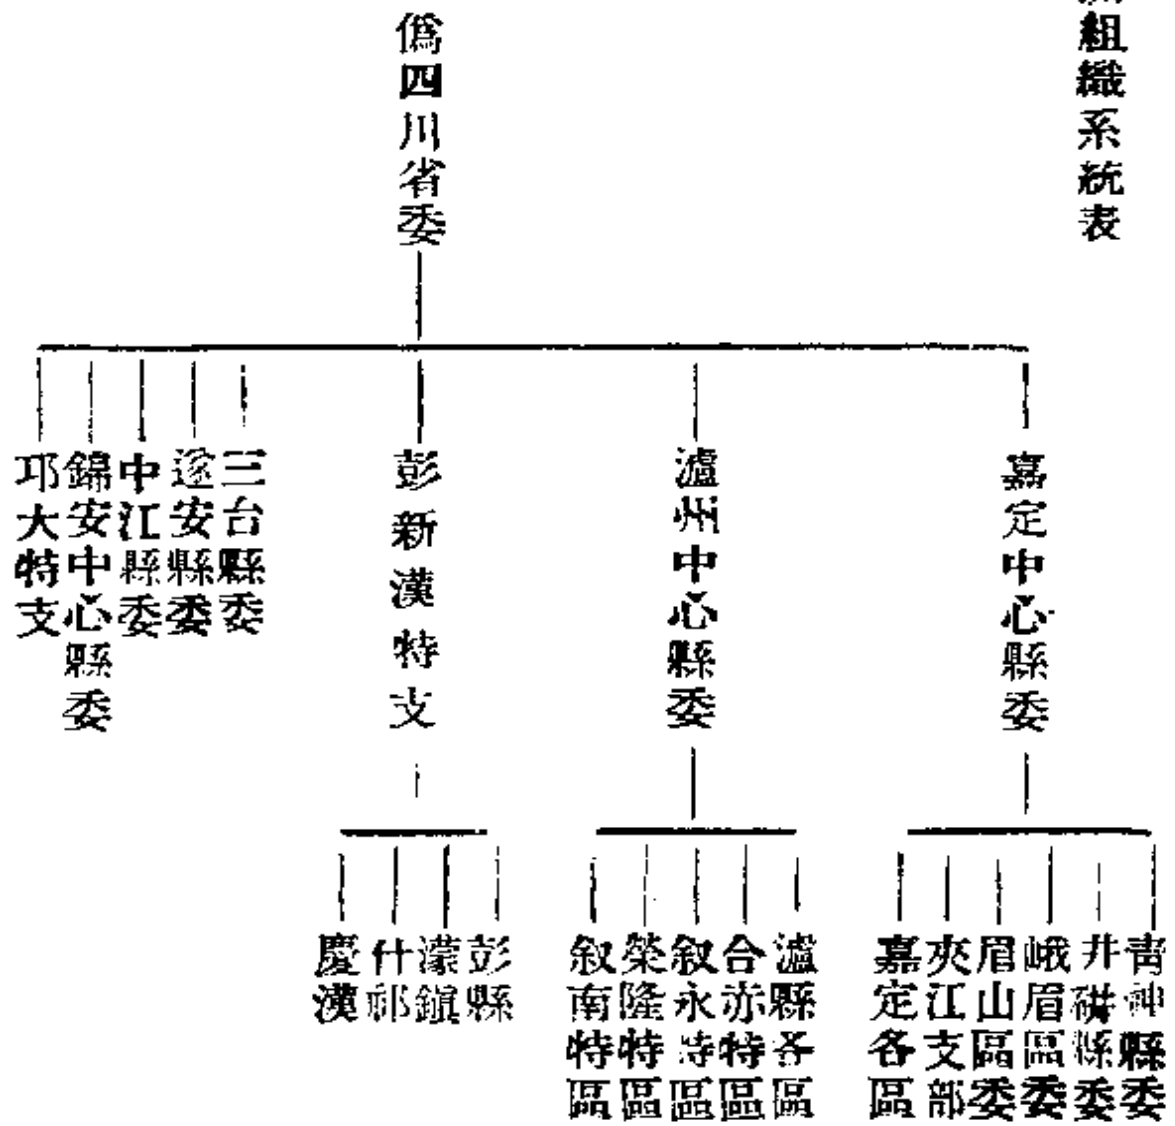 組織系統表
偽四川省委
嘉定中心縣委
瀘州中心縣委
彭新漢特支
三台縣委
遂安縣委
中江縣委
錦安中心縣委
邛大特支
青神縣委
井研縣委
峨眉區委
眉山區委
夾江支部
嘉定各區
瀘縣各區
合赤特區
叙永特區
榮隆特區
叙南特區
彭縣
濛鎭
什邡
慶漢